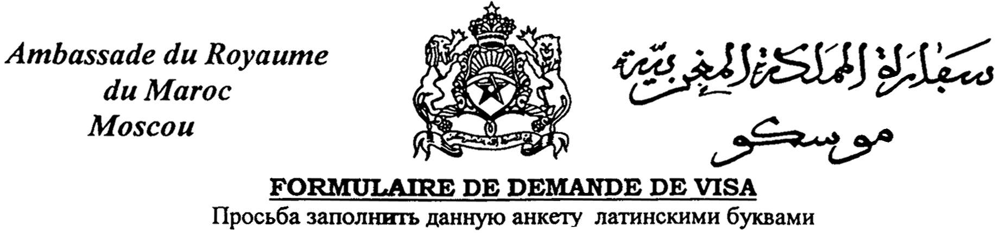 Ambassade du Royaume
du Maroc
Moscou
سفارة المملكة المغربية
موسكو
FORMULAIRE DE DEMANDE DE VISA
Просьба заполнить данную анкету латинскими буквами